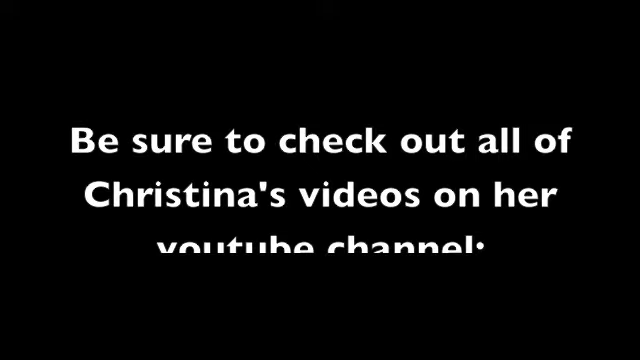 Be sure to check out all of
Christina's videos on her
youtube channel: